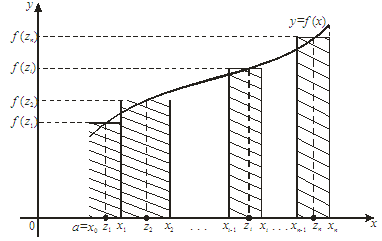 y
y=f(x)
f(zₙ)
f(zᵢ)
f(z₂)
f(z₁)
0 a=x₀ z₁ x₁ z₂ x₂ . . . xᵢ₋₁ zᵢ xᵢ . . . xₙ₋₁ zₙ xₙ x